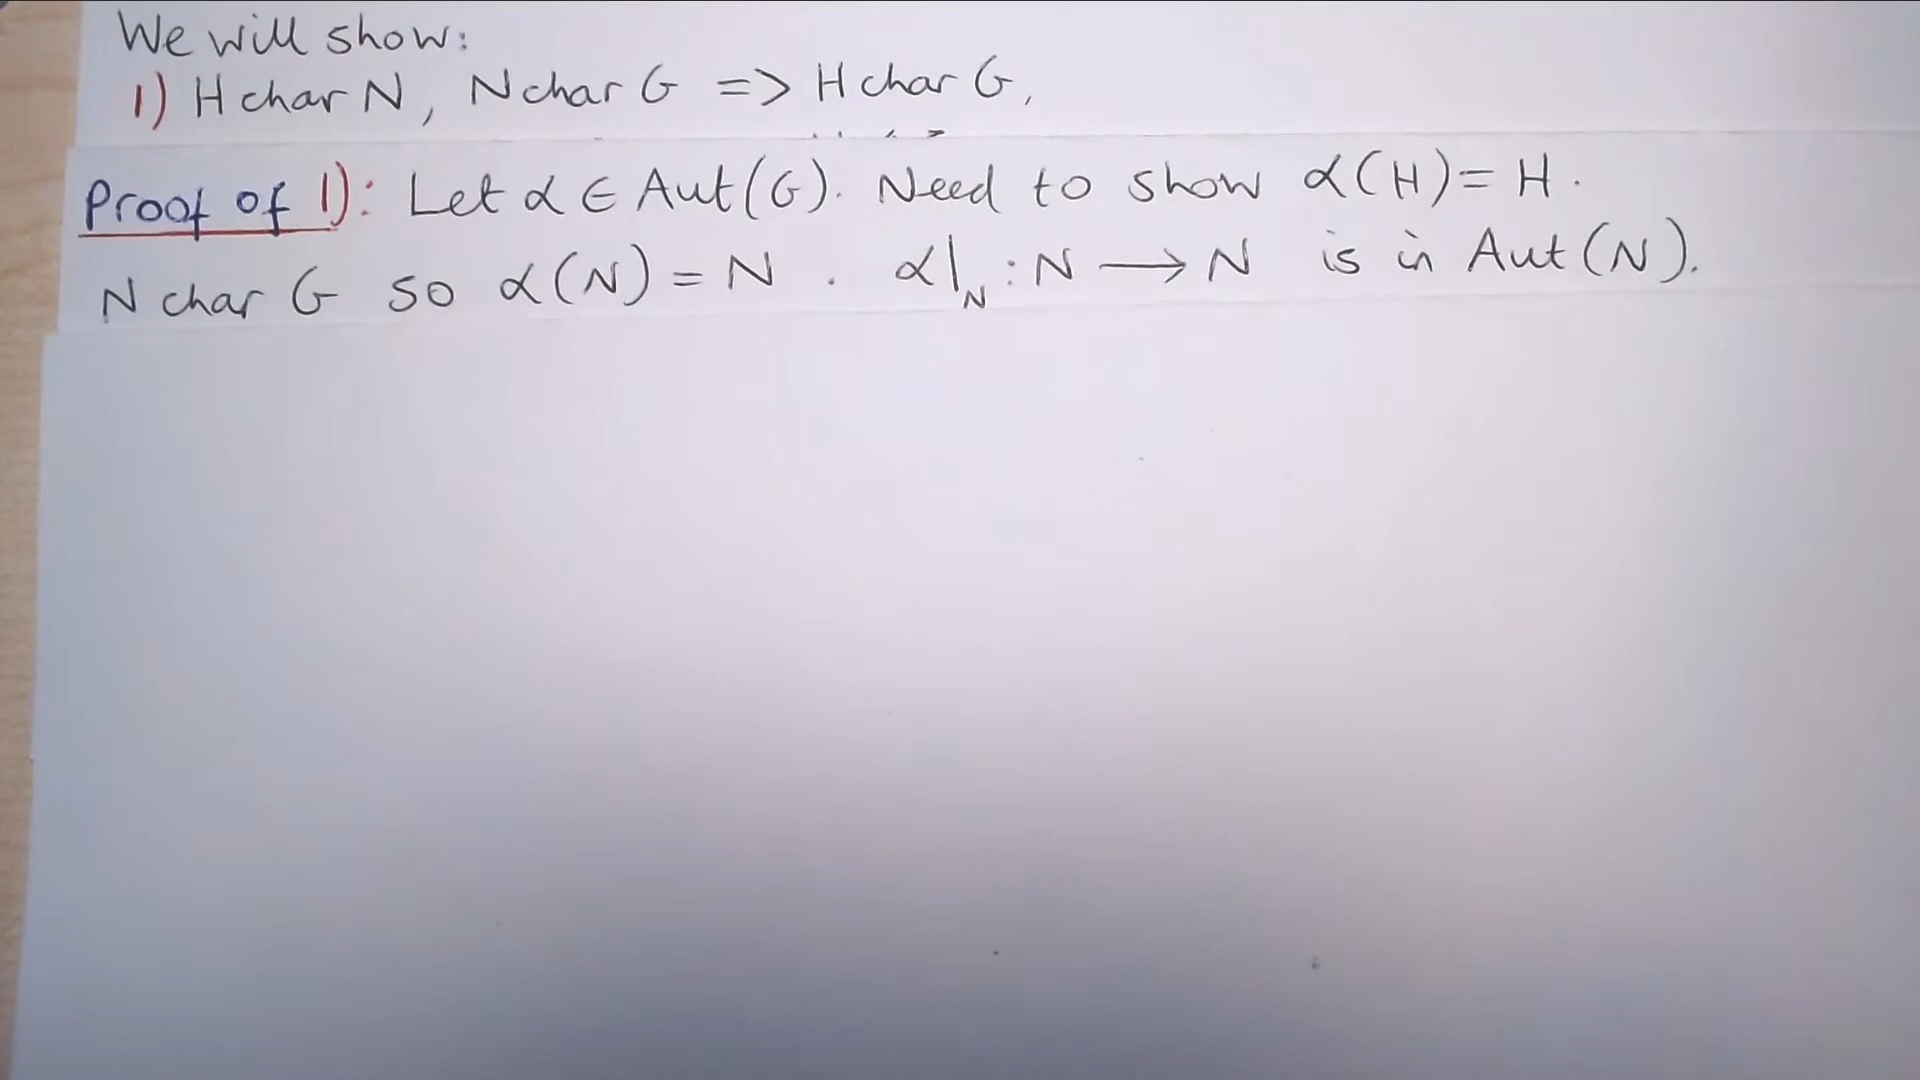 We will show:
1) H char N, N char G => H char G,
Proof of 1): Let α ∈ Aut(G). Need to show α(H) = H.
N char G so α(N) = N. α|_N : N → N is in Aut(N).